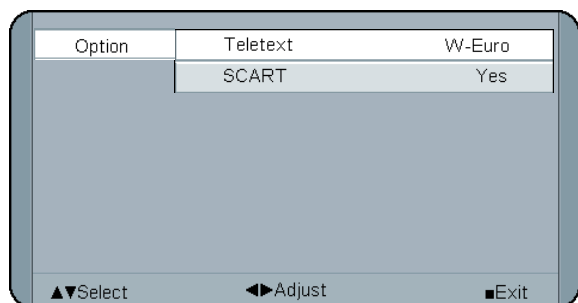 Option Teletext W-Euro
SCART Yes
▲▼Select ◀▶Adjust ■Exit